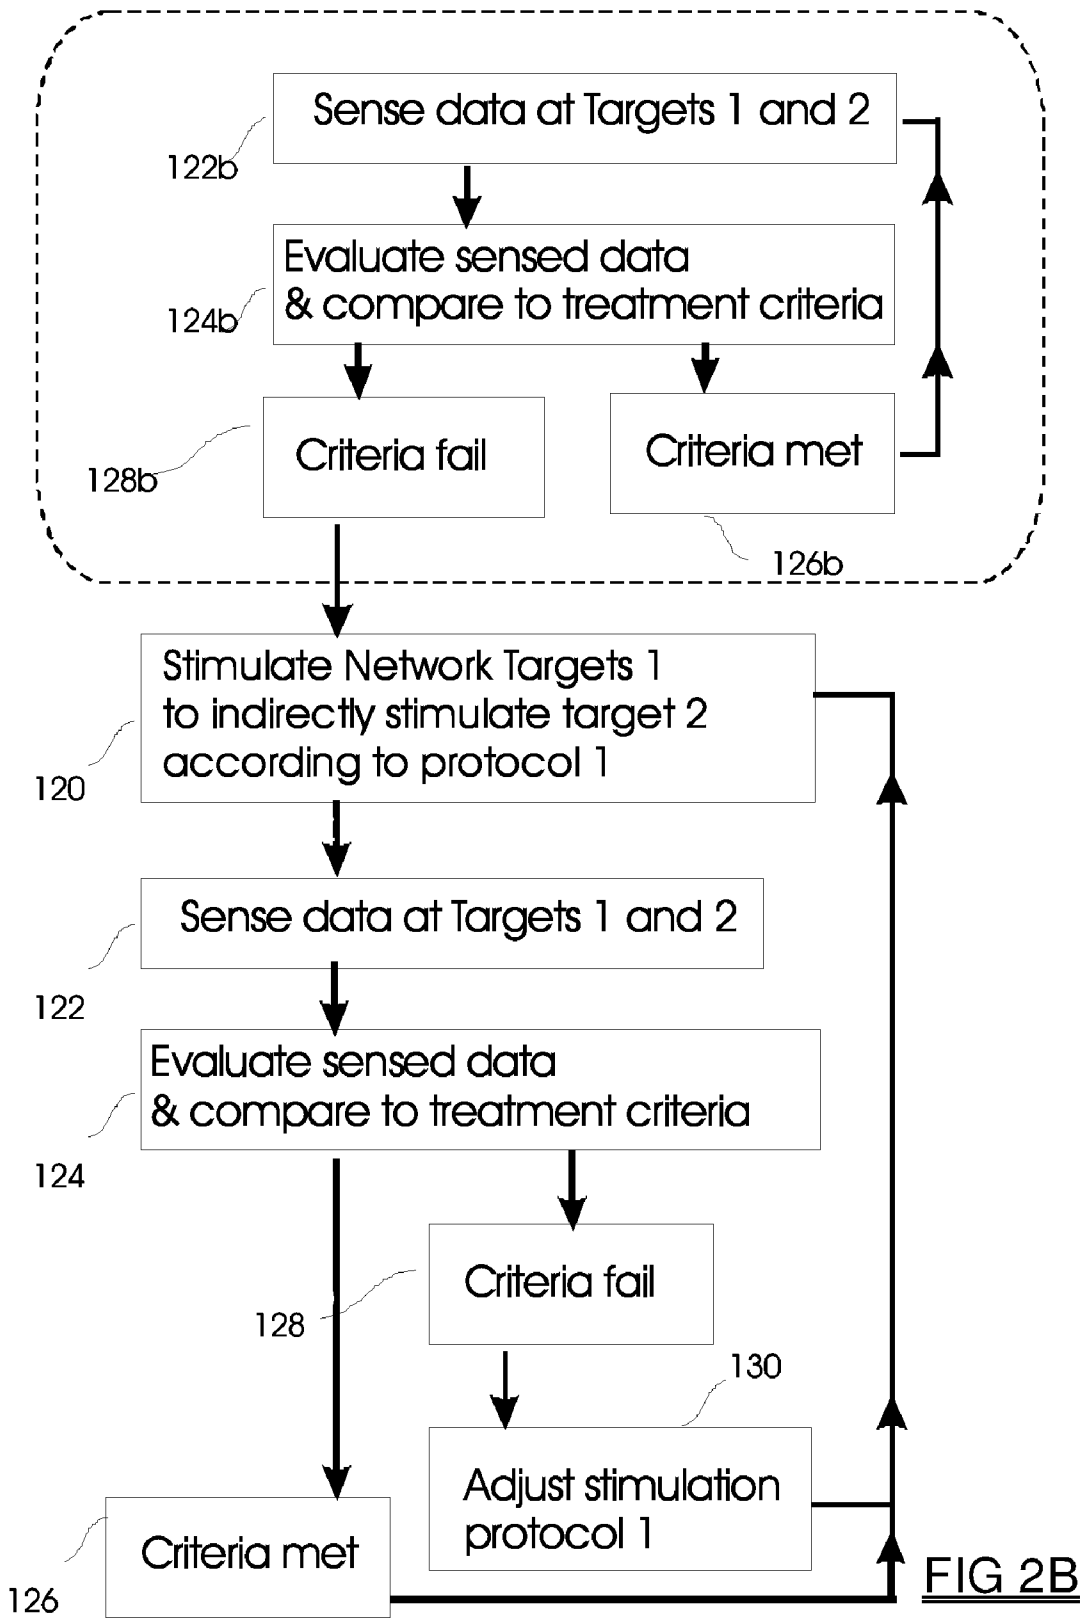 Sense data at Targets 1 and 2
122b
Evaluate sensed data
& compare to treatment criteria
124b
Criteria fail
Criteria met
128b
126b
Stimulate Network Targets 1
to indirectly stimulate target 2
according to protocol 1
120
Sense data at Targets 1 and 2
122
Evaluate sensed data
& compare to treatment criteria
124
Criteria fail
128
130
Adjust stimulation
protocol 1
Criteria met
126
FIG 2B